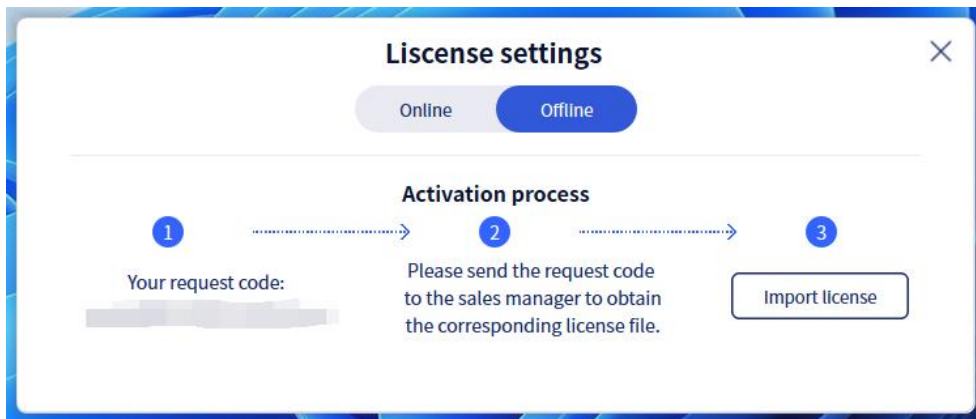 Liscense settings
Online
Offline
Activation process
1
2
3
Your request code:
Please send the request code
to the sales manager to obtain
the corresponding license file.
Import license